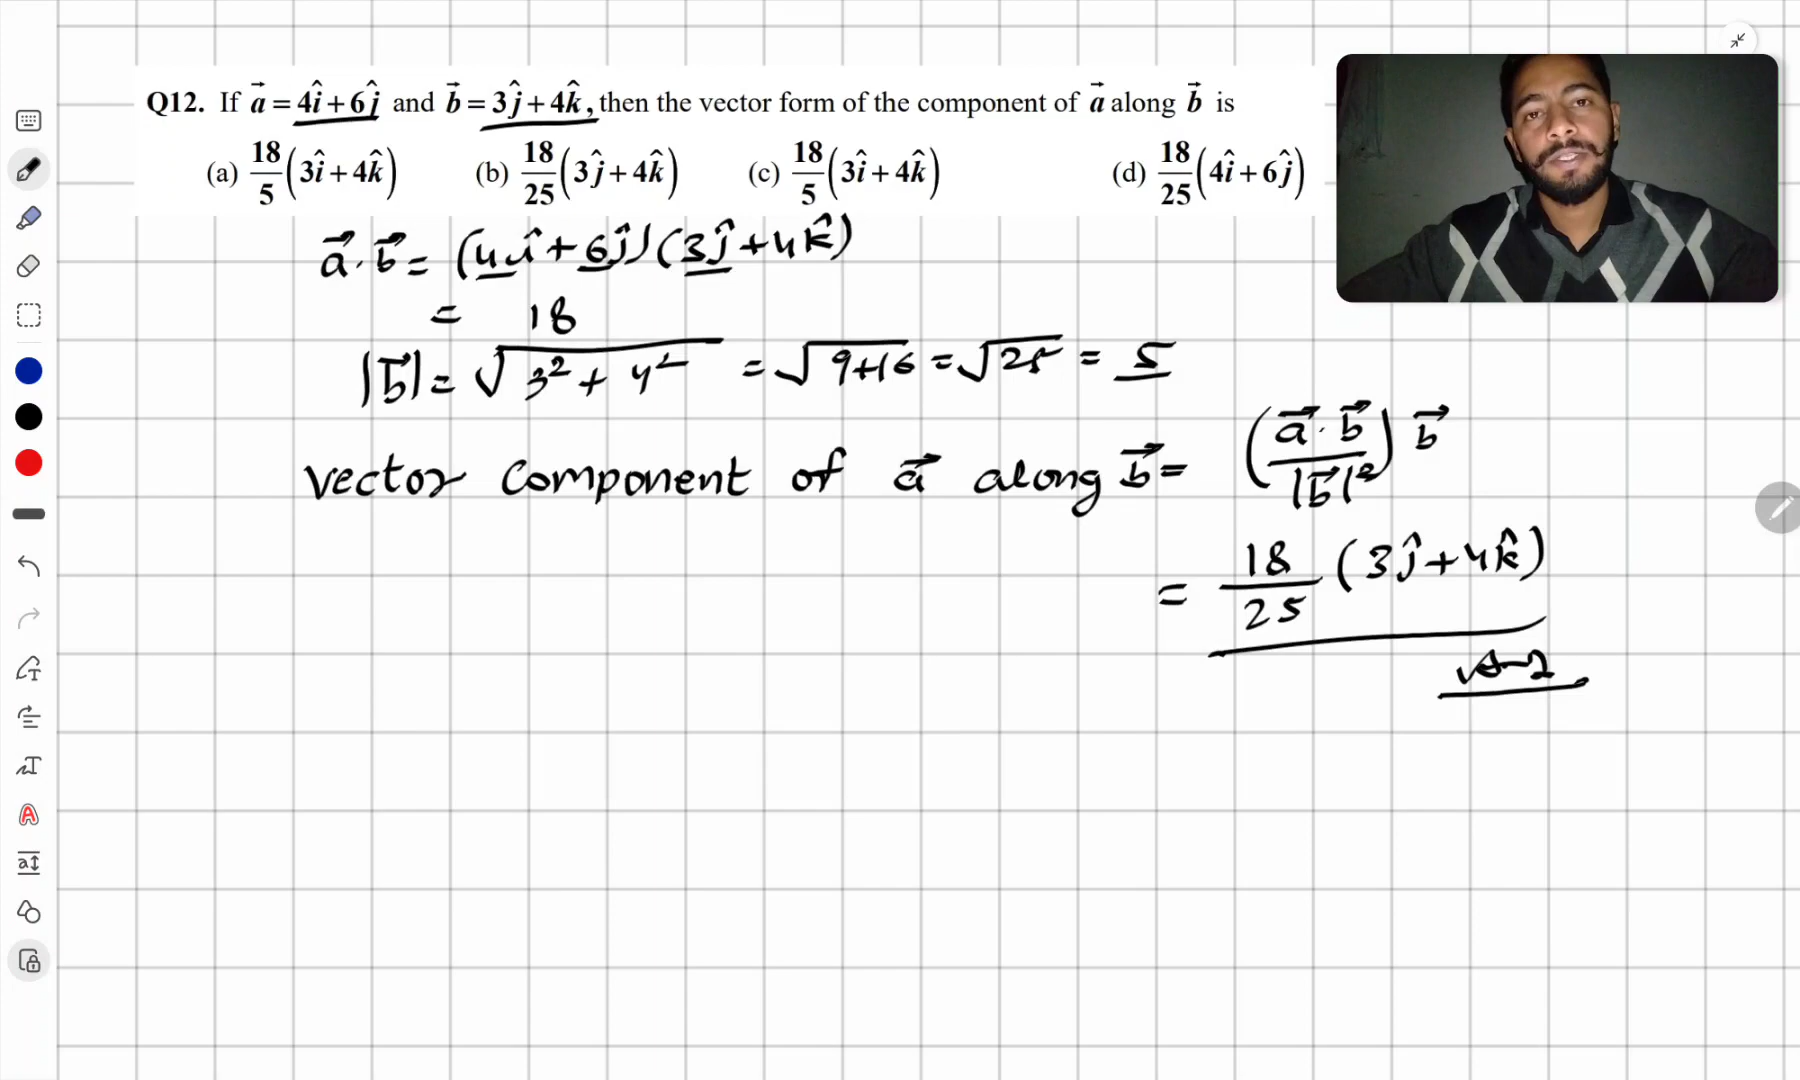 Q12. If a⃗ = 4î + 6ĵ and b⃗ = 3ĵ + 4k̂, then the vector form of the component of a⃗ along b⃗ is
(a) 18/5 (3î + 4k̂) (b) 18/25 (3ĵ + 4k̂) (c) 18/5 (3î + 4k̂) (d) 18/25 (4î + 6ĵ)
a⃗ . b⃗ = (4î + 6ĵ) (3ĵ + 4k̂)
= 18
|b⃗| = √(3² + 4²) = √(9+16) = √25 = 5
vector component of a⃗ along b⃗ = (a⃗ . b⃗ / |b⃗|²) b⃗
= 18/25 (3ĵ + 4k̂)